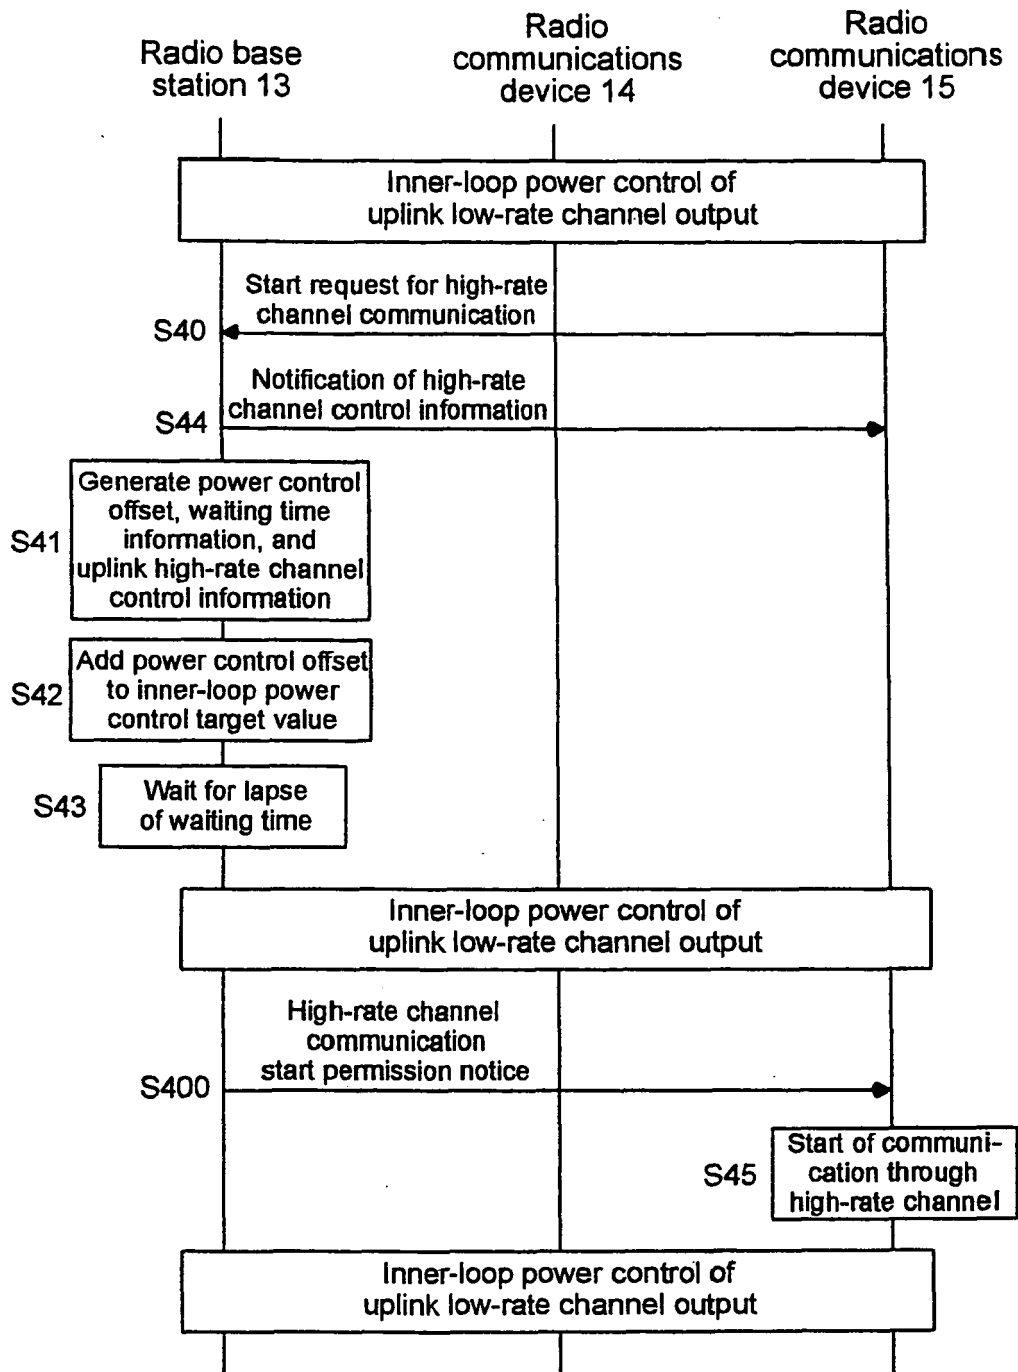 Radio base
station 13
Radio
communications
device 14
Radio
communications
device 15
Inner-loop power control of
uplink low-rate channel output
Start request for high-rate
channel communication
S40
Notification of high-rate
channel control information
S44
Generate power control
offset, waiting time
information, and
uplink high-rate channel
control information
S41
Add power control offset
to inner-loop power
control target value
S42
Wait for lapse
of waiting time
S43
Inner-loop power control of
uplink low-rate channel output
High-rate channel
communication
start permission notice
S400
Start of communi-
cation through
high-rate channel
S45
Inner-loop power control of
uplink low-rate channel output